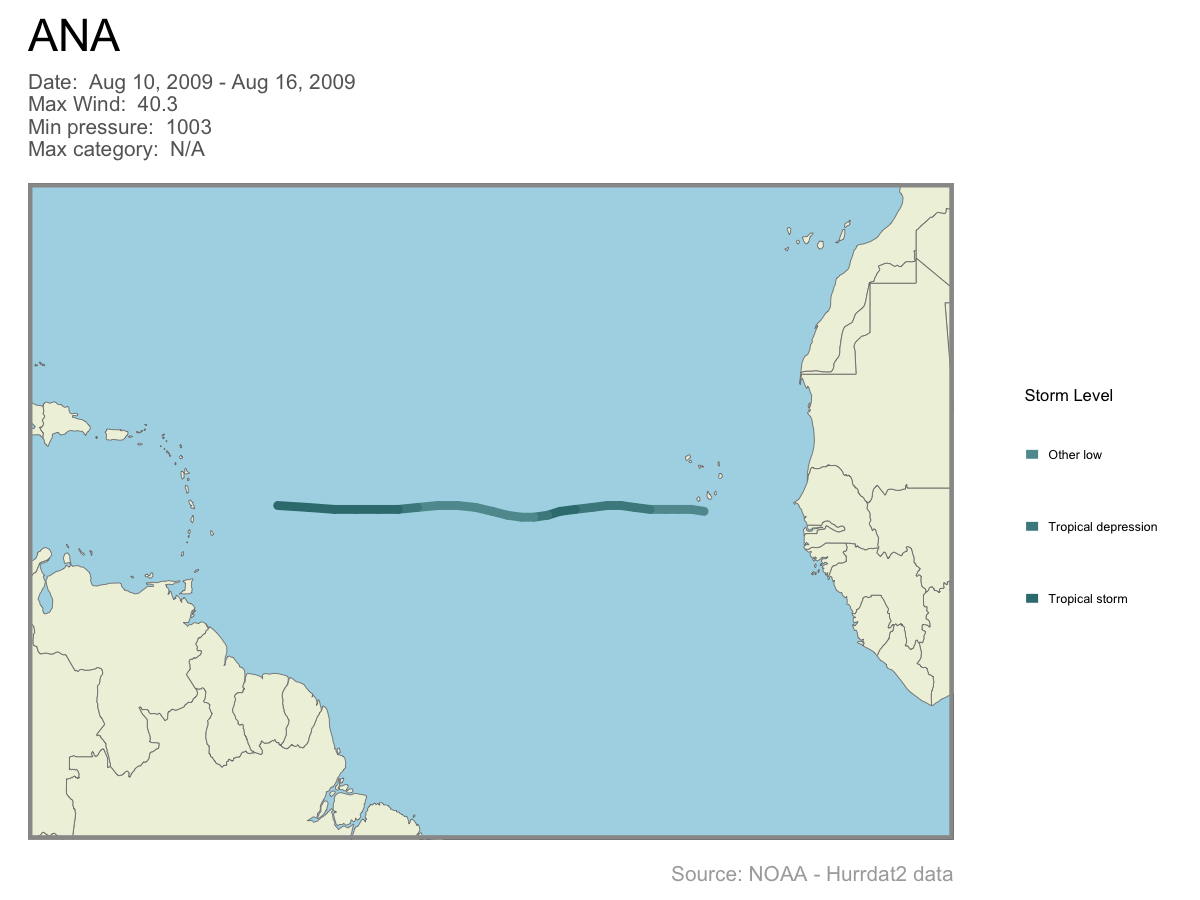 ANA
Date:  Aug 10, 2009 - Aug 16, 2009
Max Wind:  40.3
Min pressure:  1003
Max category:  N/A
Storm Level
Other low
Tropical depression
Tropical storm
Source: NOAA - Hurrdat2 data